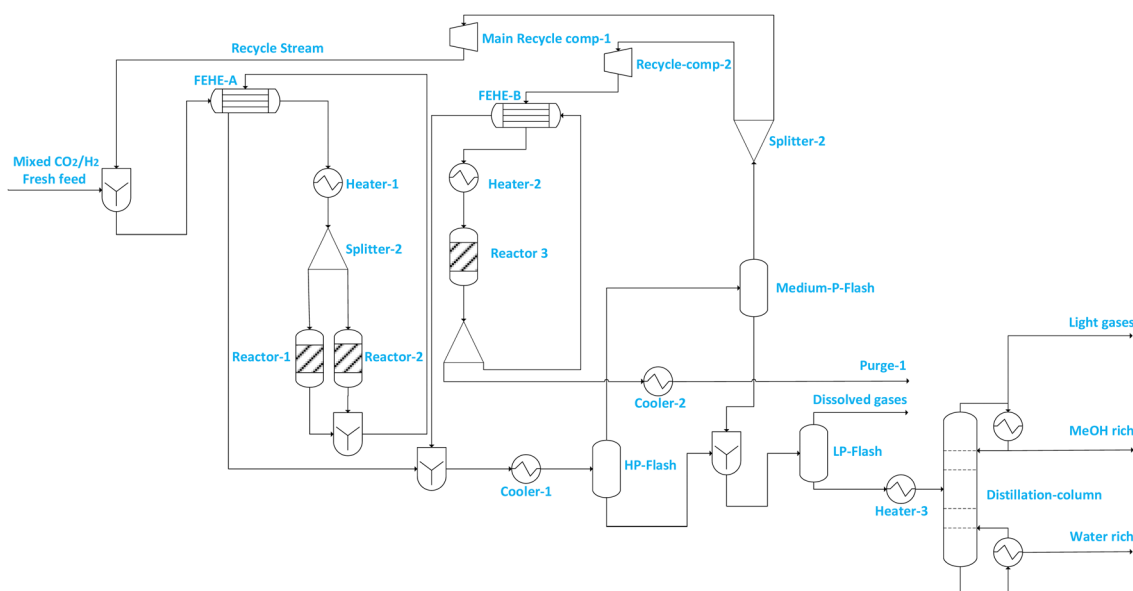 Main Recycle comp-1
Recycle Stream
Recycle-comp-2
FEHE-A
FEHE-B
Splitter-2
Mixed CO2/H2
Fresh feed
Heater-1
Heater-2
Splitter-2
Reactor 3
Medium-P-Flash
Light gases
Reactor-1
Reactor-2
Purge-1
Cooler-2
Dissolved gases
MeOH rich
HP-Flash
LP-Flash
Cooler-1
Distillation-column
Heater-3
Water rich